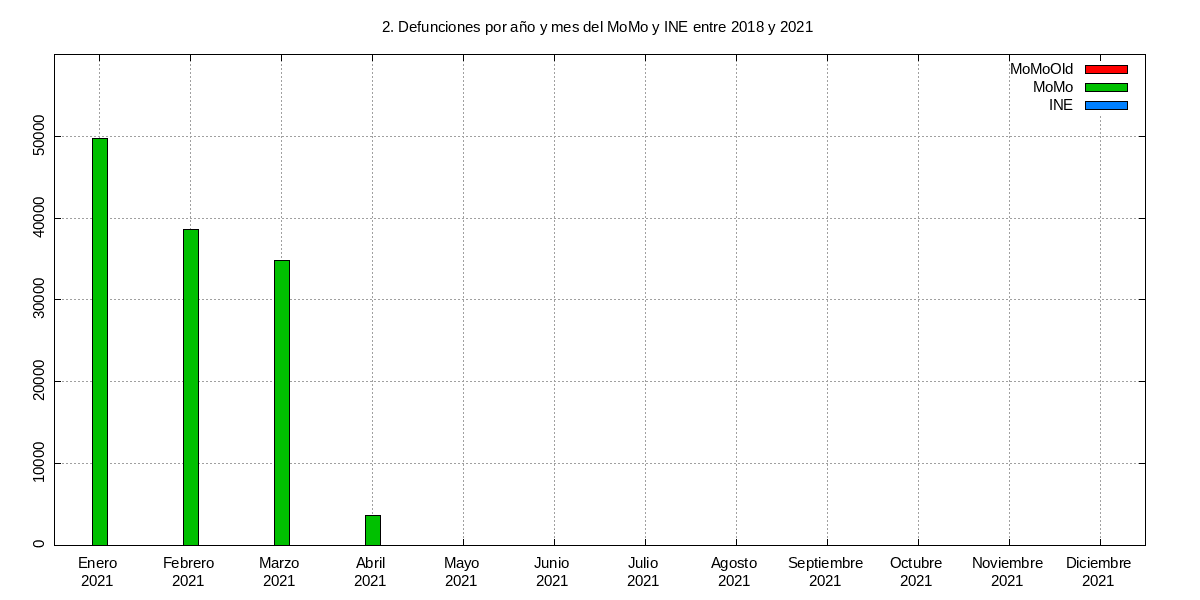 2. Defunciones por año y mes del MoMo y INE entre 2018 y 2021
MoMoOld
MoMo
INE
50000
40000
30000
20000
10000
0
Enero 2021
Febrero 2021
Marzo 2021
Abril 2021
Mayo 2021
Junio 2021
Julio 2021
Agosto 2021
Septiembre 2021
Octubre 2021
Noviembre 2021
Diciembre 2021